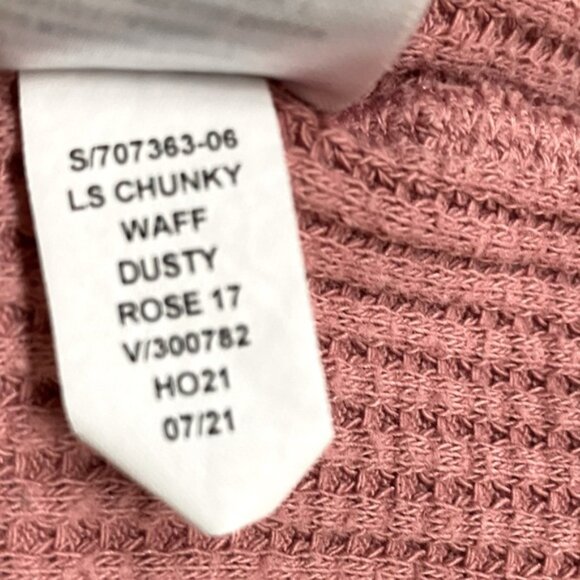 S/707363-06
LS CHUNKY
WAFF
DUSTY
ROSE 17
V/300782
HO21
07/21